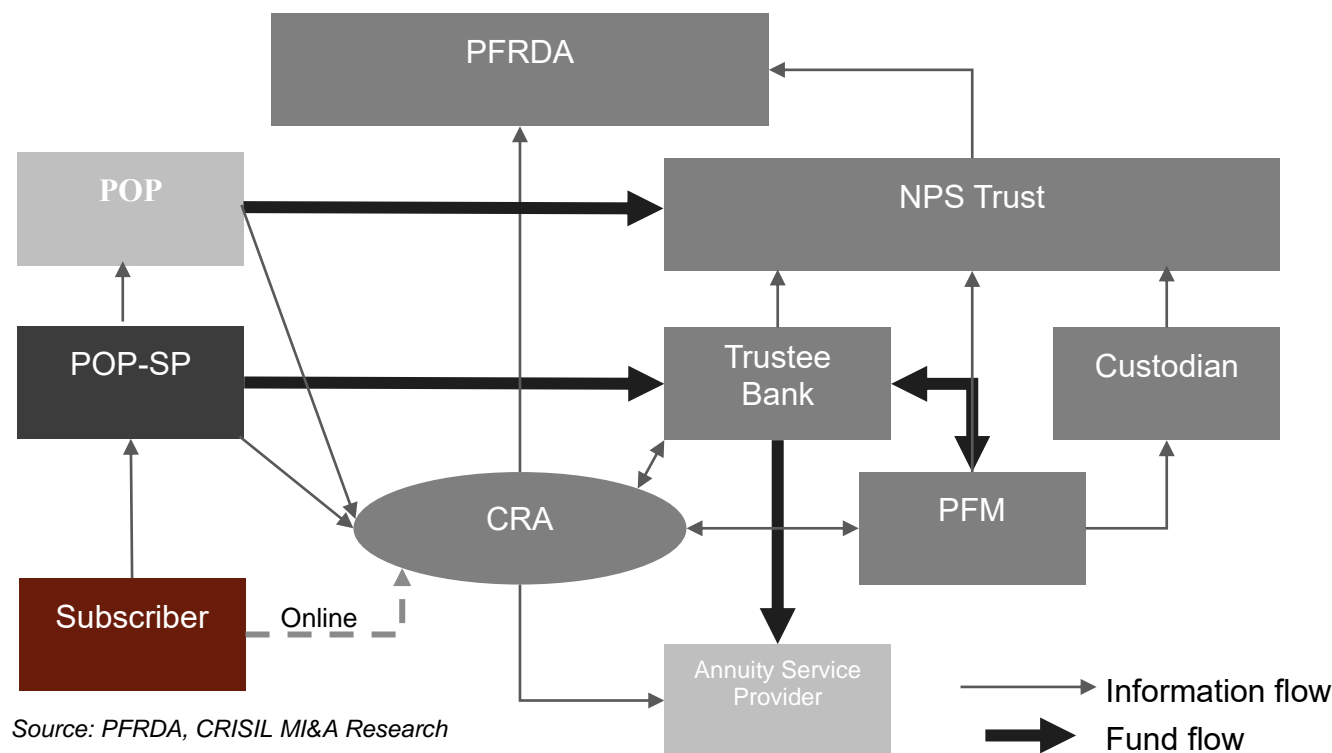 PFRDA
POP
NPS Trust
POP-SP
Trustee
Bank
Custodian
CRA
PFM
Subscriber
Online
Annuity Service
Provider
Information flow
Fund flow
Source: PFRDA, CRISIL MI&A Research